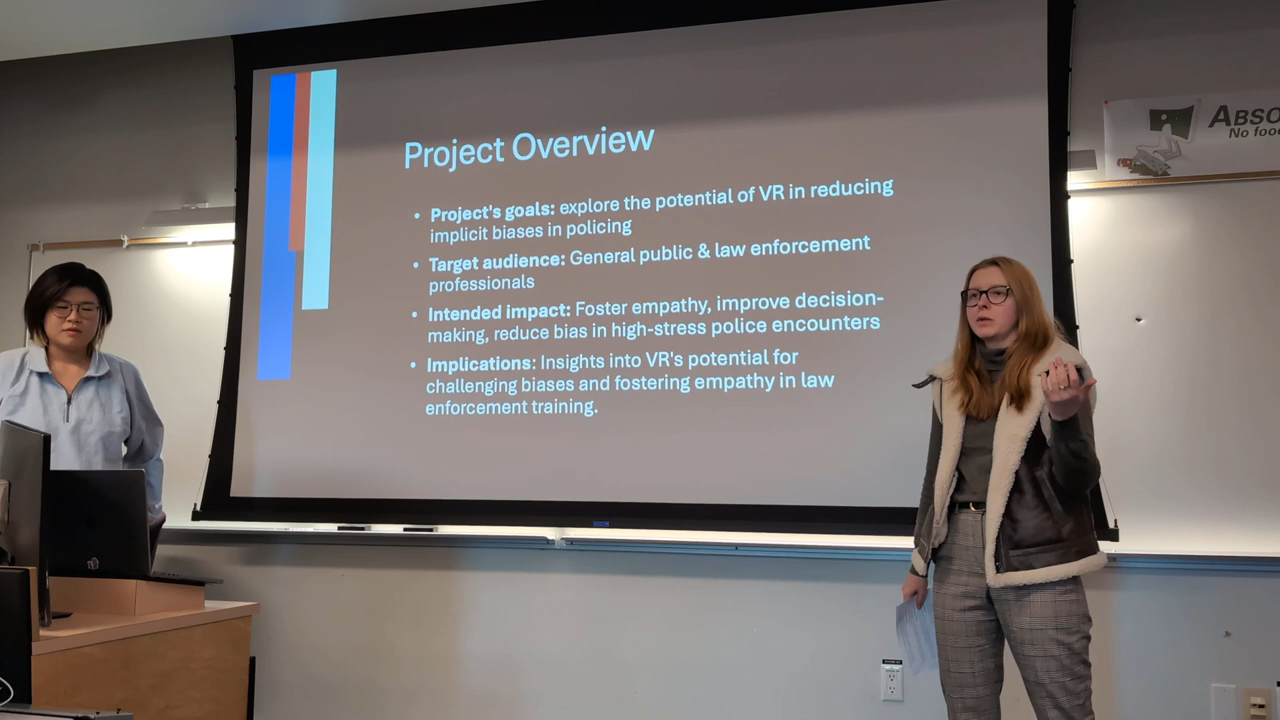 Project Overview
• Project's goals: explore the potential of VR in reducing
implicit biases in policing
• Target audience: General public & law enforcement
professionals
• Intended impact: Foster empathy, improve decision-
making, reduce bias in high-stress police encounters
• Implications: Insights into VR's potential for
challenging biases and fostering empathy in law
enforcement training.
ABSO
No foo